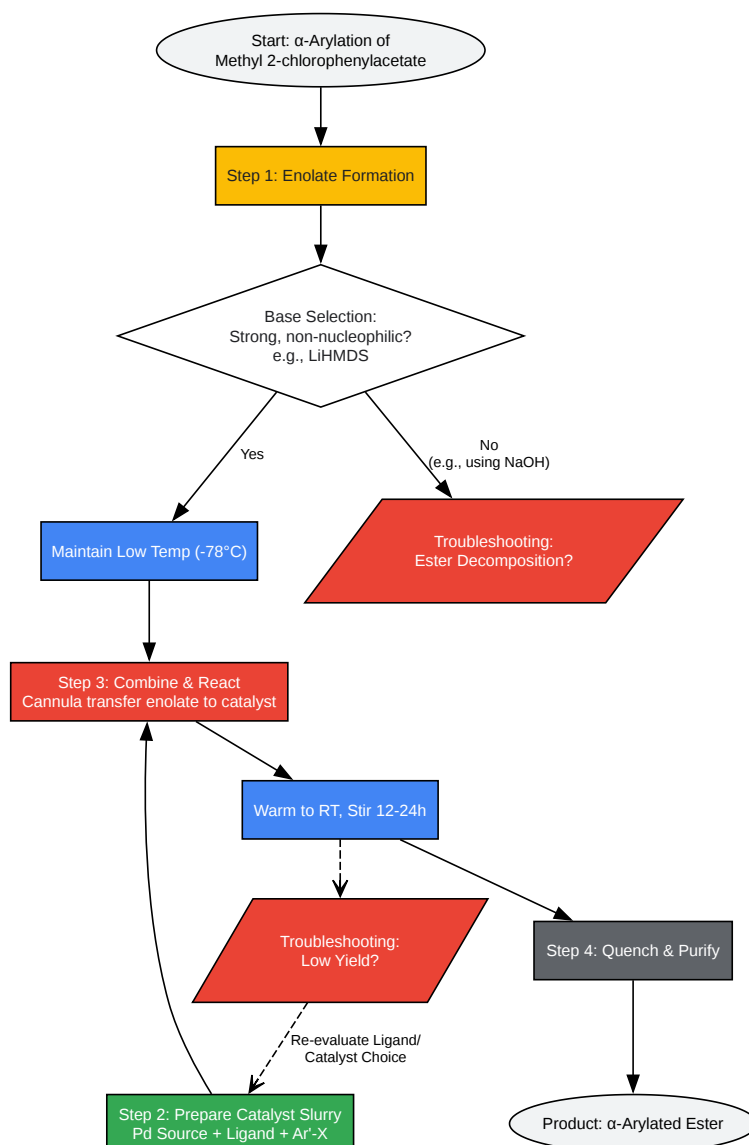 Start: α-Arylation of
Methyl 2-chlorophenylacetate
Step 1: Enolate Formation
Base Selection:
Strong, non-nucleophilic?
e.g., LiHMDS
Yes
No
(e.g., using NaOH)
Maintain Low Temp (-78°C)
Troubleshooting:
Ester Decomposition?
Step 3: Combine & React
Cannula transfer enolate to catalyst
Warm to RT, Stir 12-24h
Troubleshooting:
Low Yield?
Step 4: Quench & Purify
Re-evaluate Ligand/
Catalyst Choice
Step 2: Prepare Catalyst Slurry
Pd Source + Ligand + Ar'-X
Product: α-Arylated Ester